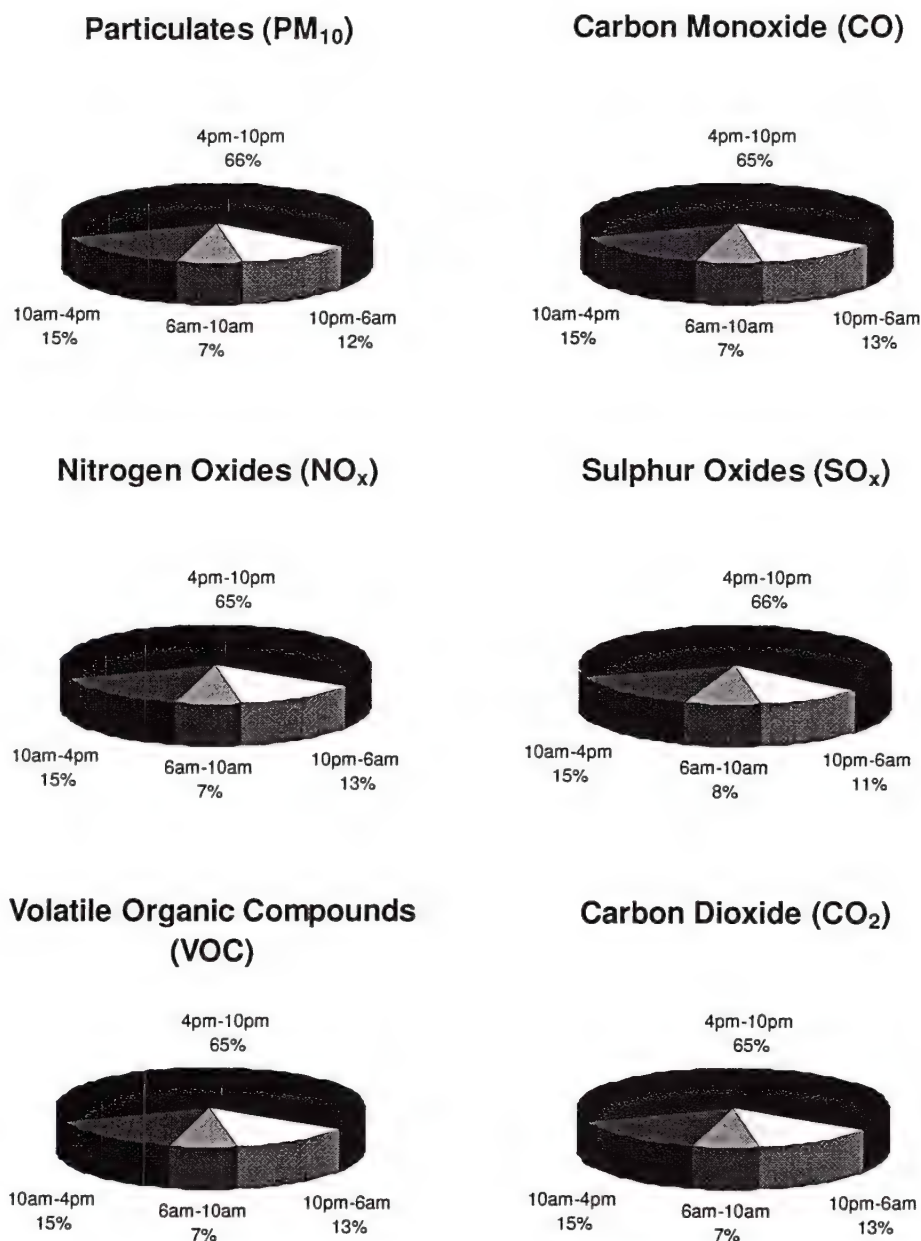 Particulates (PM10)
4pm-10pm
66%
10am-4pm
15%
6am-10am
7%
10pm-6am
12%
Carbon Monoxide (CO)
4pm-10pm
65%
10am-4pm
15%
6am-10am
7%
10pm-6am
13%
Nitrogen Oxides (NOx)
4pm-10pm
65%
10am-4pm
15%
6am-10am
7%
10pm-6am
13%
Sulphur Oxides (SOx)
4pm-10pm
66%
10am-4pm
15%
6am-10am
8%
10pm-6am
11%
Volatile Organic Compounds
(VOC)
4pm-10pm
65%
10am-4pm
15%
6am-10am
7%
10pm-6am
13%
Carbon Dioxide (CO2)
4pm-10pm
65%
10am-4pm
15%
6am-10am
7%
10pm-6am
13%